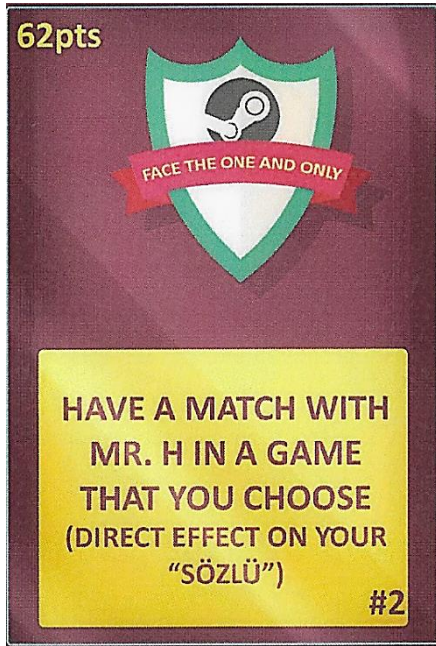 62pts
FACE THE ONE AND ONLY
HAVE A MATCH WITH
MR. H IN A GAME
THAT YOU CHOOSE
(DIRECT EFFECT ON YOUR
“SÖZLÜ”)
#2